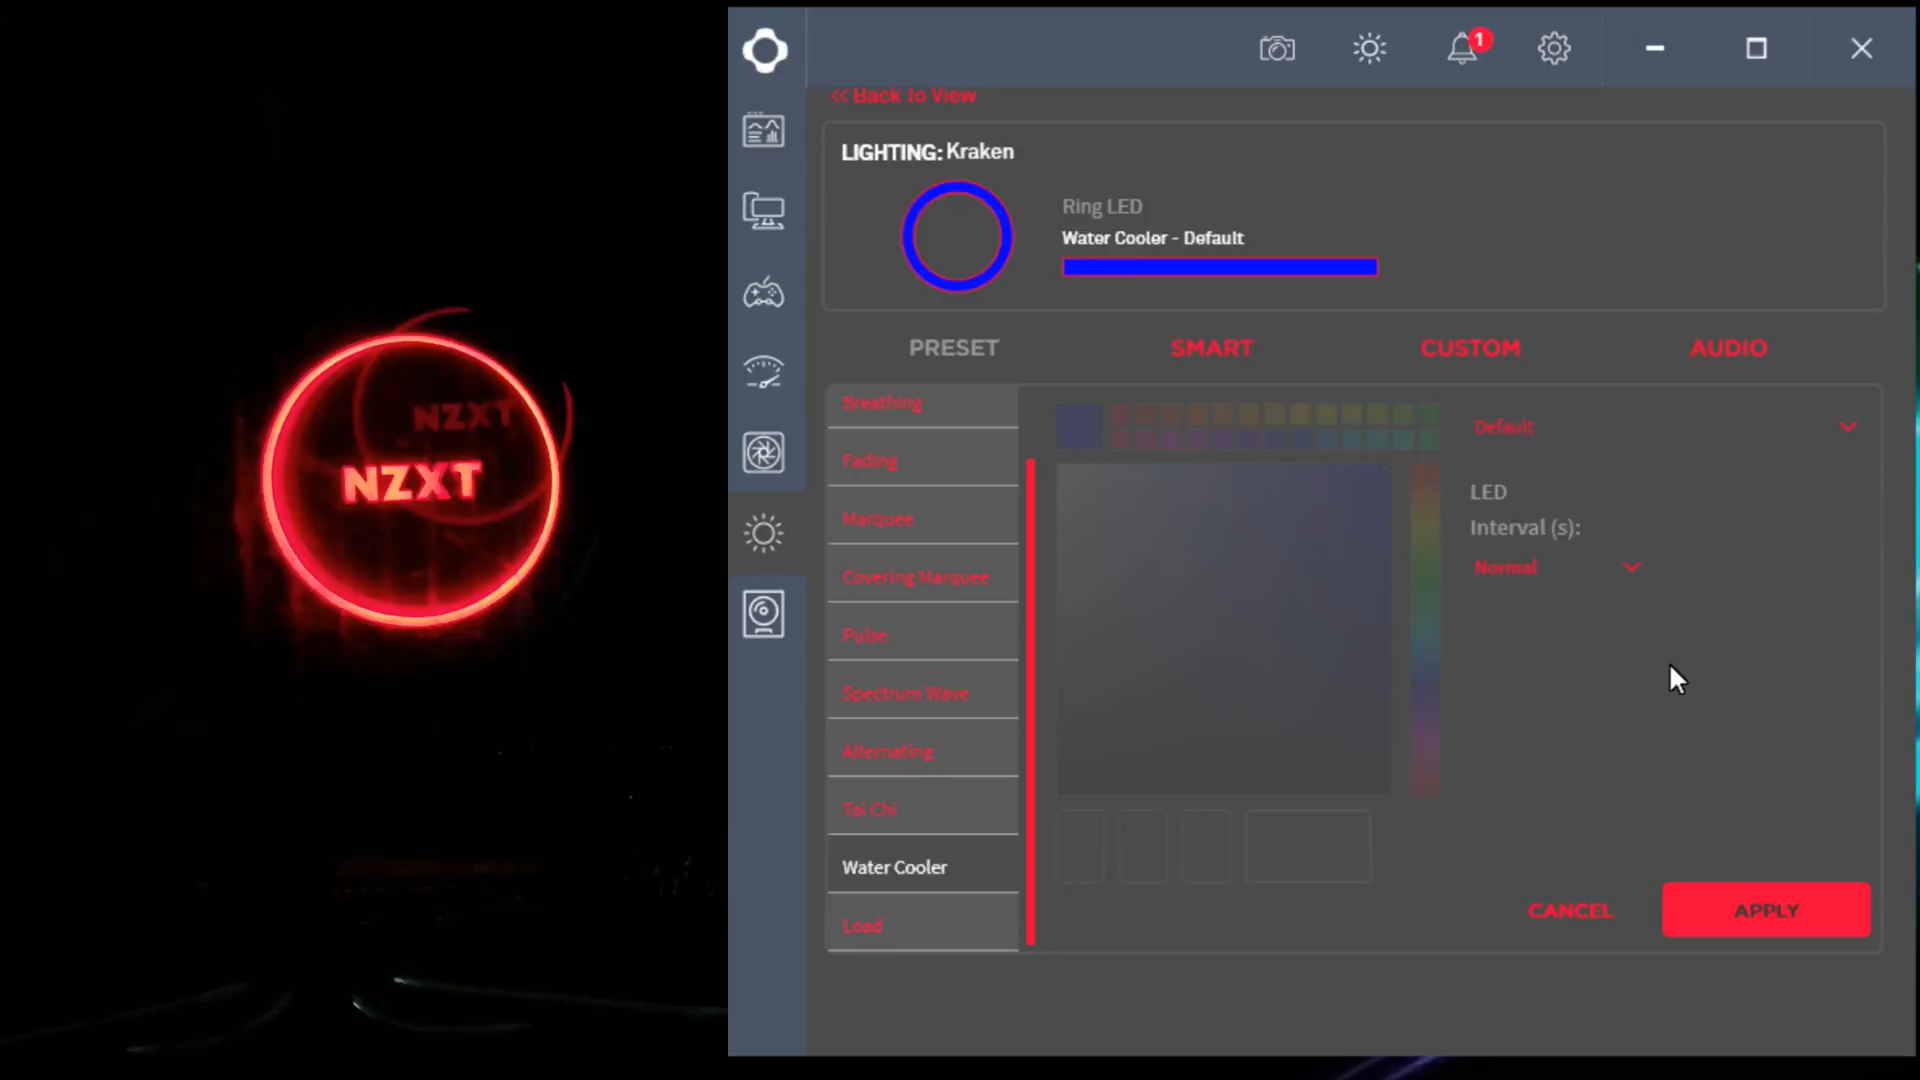 NZXT
NZXT
1
<< Back To View
LIGHTING: Kraken
Ring LED
Water Cooler - Default
PRESET
SMART
CUSTOM
AUDIO
Breathing
Fading
Marquee
Covering Marquee
Pulse
Spectrum Wave
Alternating
Tai Chi
Water Cooler
Load
Default
LED
Interval (s):
Normal
CANCEL
APPLY